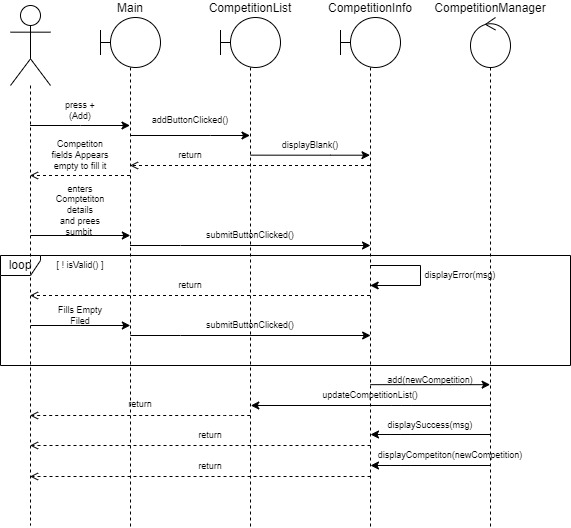 Main
CompetitionList
CompetitionInfo
CompetitionManager
press +
(Add)
addButtonClicked()
displayBlank()
Competiton
fields Appears
empty to fill it
return
enters
Comptetiton
details
and prees
sumbit
submitButtonClicked()
loop
[ ! isValid() ]
displayError(msg)
return
Fills Empty
Filed
submitButtonClicked()
add(newCompetition)
updateCompetitionList()
return
displaySuccess(msg)
return
displayCompetiton(newCompetition)
return